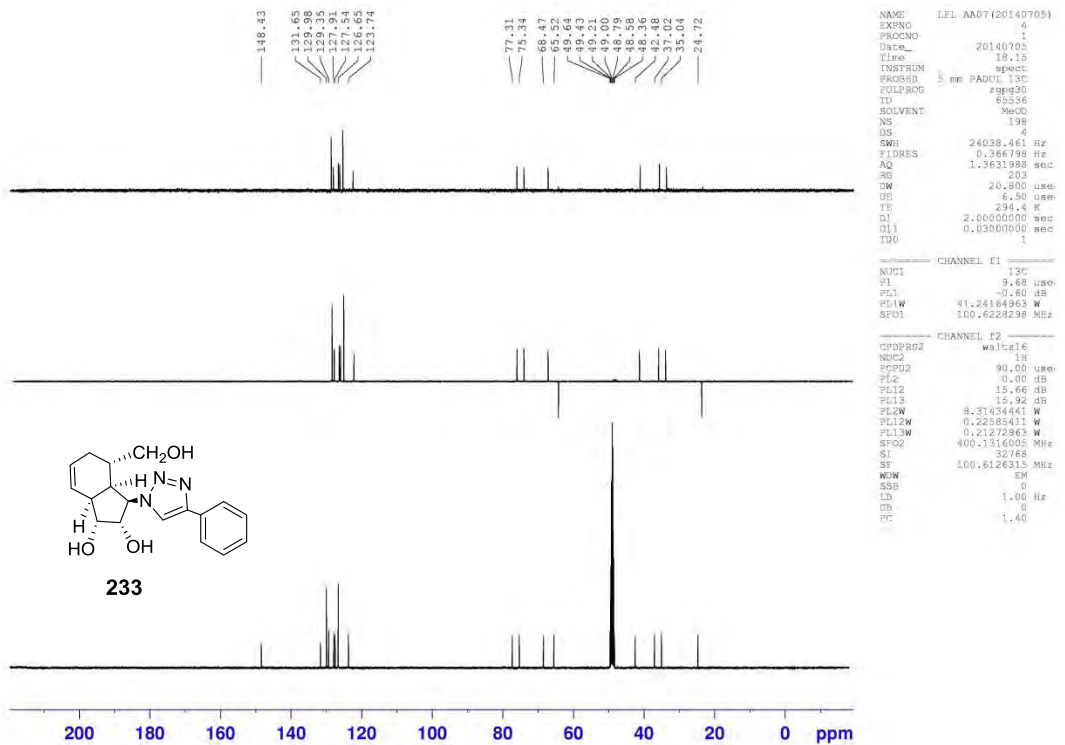 148.43
131.65
129.98
129.35
127.91
127.54
126.65
123.74
77.31
75.34
68.47
65.52
49.64
49.43
49.21
49.00
48.79
48.58
48.36
42.48
37.02
35.04
24.72
NAME LFL AA07(20140705)
EXPNO 4
PROCNO 1
Date_ 20140705
Time 18.15
INSTRUM spect
PROBHD 5 mm PADUL 13C
PULPROG zgpg30
TD 65536
SOLVENT MeOD
NS 198
DS 4
SWH 24038.461 Hz
FIDRES 0.366798 Hz
AQ 1.3631988 sec
RG 203
DW 20.800 use
DE 6.50 use
TE 294.4 K
D1 2.00000000 sec
D11 0.03000000 sec
TD0 1
CHANNEL f1
NUC1 13C
P1 9.68 use
PL1 -0.60 dB
PL1W 41.24164963 W
SFO1 100.6228298 MHz
CHANNEL f2
CPDPRG2 waltz16
NUC2 1H
PCPD2 90.00 use
PL2 0.00 dB
PL12 15.66 dB
PL13 15.92 dB
PL2W 8.31434441 W
PL12W 0.22585411 W
PL13W 0.21272963 W
SFO2 400.1316005 MHz
SI 32768
SF 100.6126315 MHz
WDW EM
SSB 0
LB 1.00 Hz
GB 0
PC 1.40
CH2OH
H N=N
N
H
HO OH
233
200 180 160 140 120 100 80 60 40 20 0 ppm